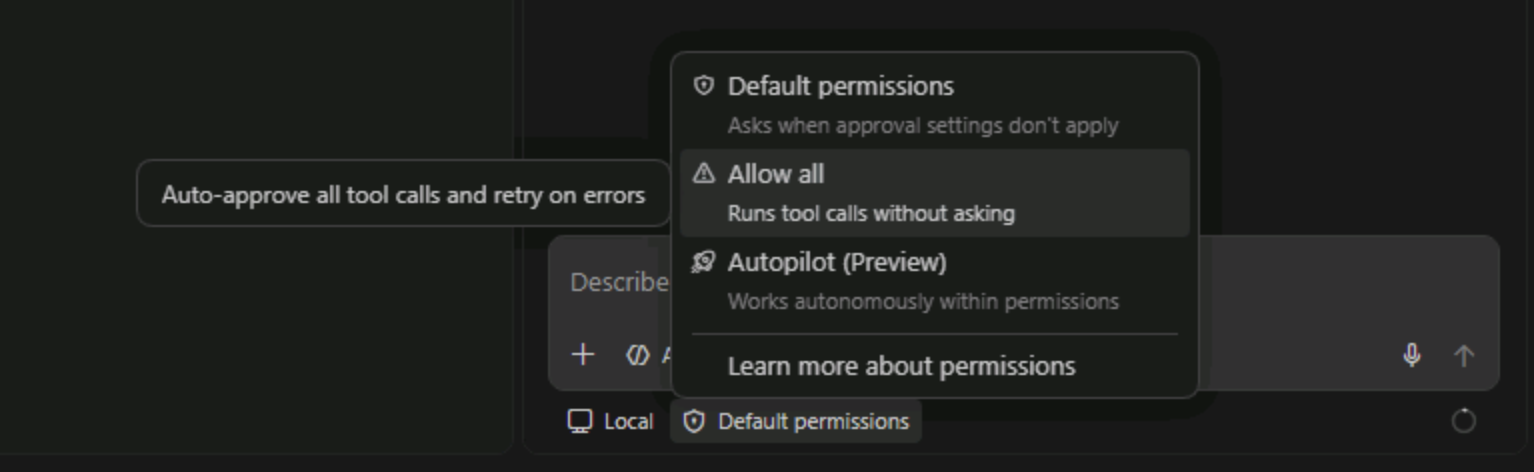 Default permissions
Asks when approval settings don't apply
Auto-approve all tool calls and retry on errors
Allow all
Runs tool calls without asking
Autopilot (Preview)
Works autonomously within permissions
Describe
Learn more about permissions
Local
Default permissions